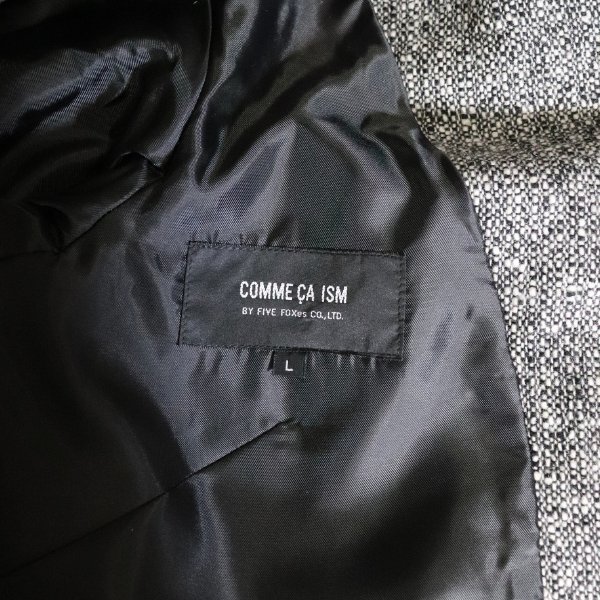 COMME ÇA ISM
BY FIVE FOXes CO.,LTD.
L